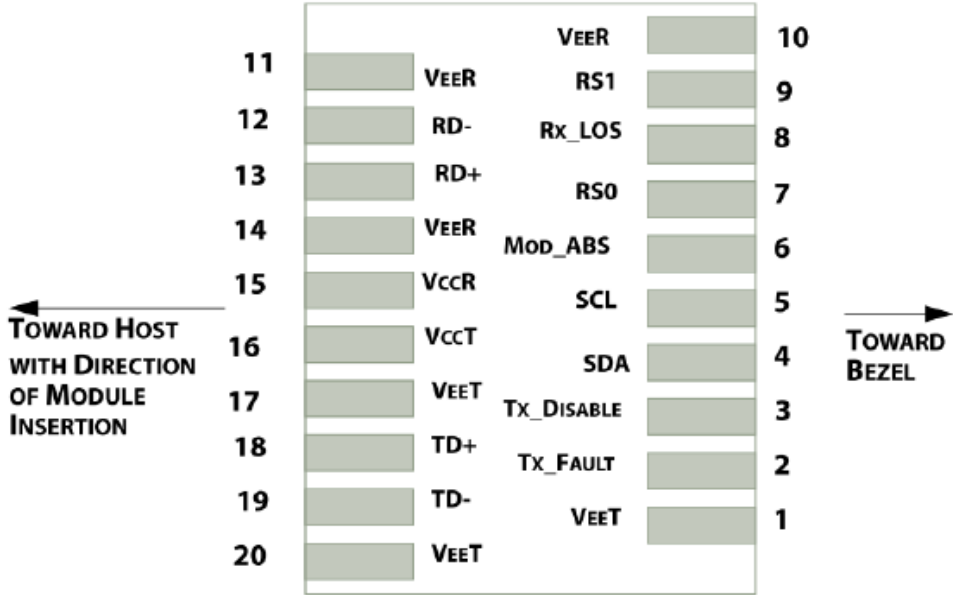 11 VEER
12 RD-
13 RD+
14 VEER
15 VCCR
16 VCCT
17 VEET
18 TD+
19 TD-
20 VEET
VEER 10
RS1 9
RX_LOS 8
RS0 7
MOD_ABS 6
SCL 5
SDA 4
TX_DISABLE 3
TX_FAULT 2
VEET 1
TOWARD HOST
WITH DIRECTION
OF MODULE
INSERTION
TOWARD
BEZEL